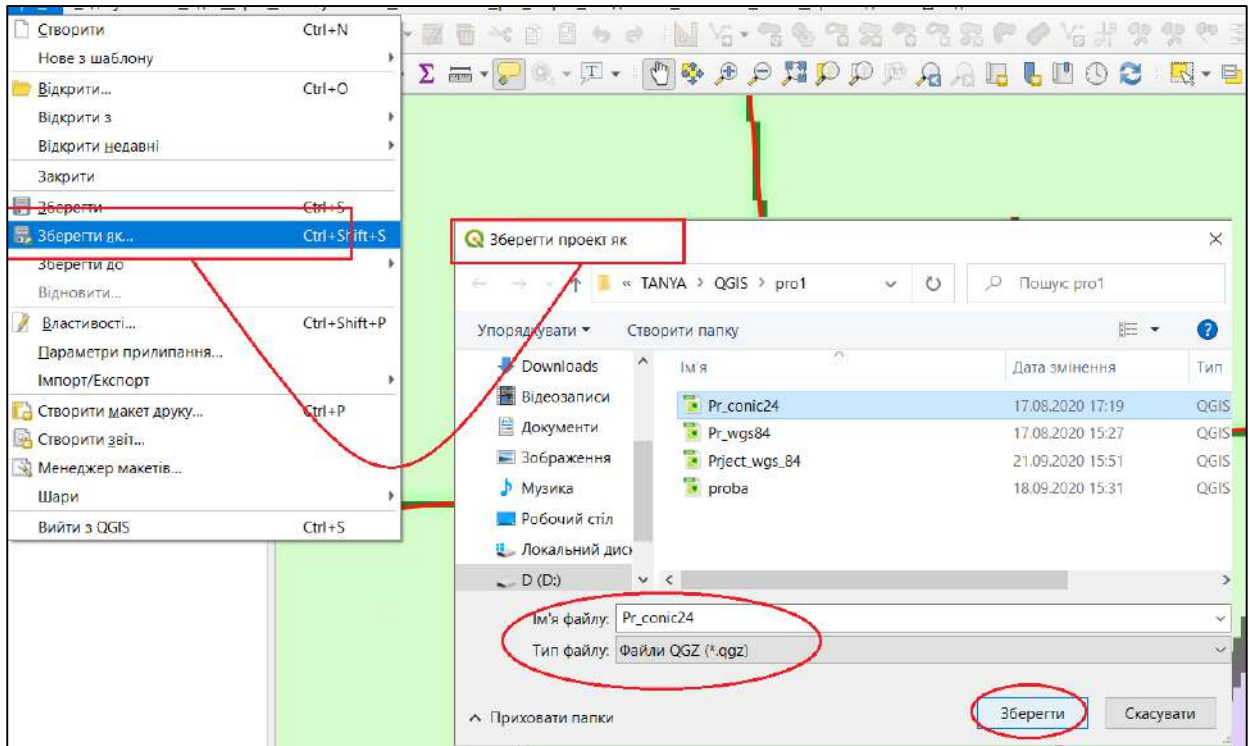 Створити Ctrl+N
Нове з шаблону
Відкрити... Ctrl+O
Відкрити з
Відкрити недавні
Закрити
Зберегти Ctrl+S
Зберегти як... Ctrl+Shift+S
Зберегти до
Відновити...
Властивості... Ctrl+Shift+P
Параметри прилипання...
Імпорт/Експорт
Створити макет друку... Ctrl+P
Створити звіт...
Менеджер макетів...
Шари
Вийти з QGIS Ctrl+S
Зберегти проект як
« TANYA > QGIS > pro1
Пошук: pro1
Упорядкувати Створити папку
Downloads
Відеозаписи
Документи
Зображення
Музика
Робочий стіл
Локальний диск
D (D:)
Ім'я Дата змінення Тип
Pr_conic24 17.08.2020 17:19 QGIS
Pr_wgs84 17.08.2020 15:27 QGIS
Prject_wgs_84 21.09.2020 15:51 QGIS
proba 18.09.2020 15:31 QGIS
Ім'я файлу: Pr_conic24
Тип файлу: Файли QGZ (*.qgz)
Приховати папки
Зберегти Скасувати